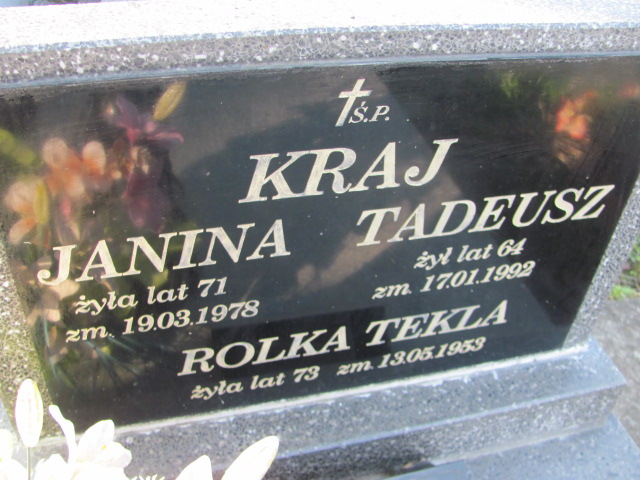 Ś.P.
KRAJ
JANINA TADEUSZ
żyła lat 71 żył lat 64
zm. 19.03.1978 zm. 17.01.1992
ROLKA TEKLA
żyła lat 73 zm. 13.05.1953